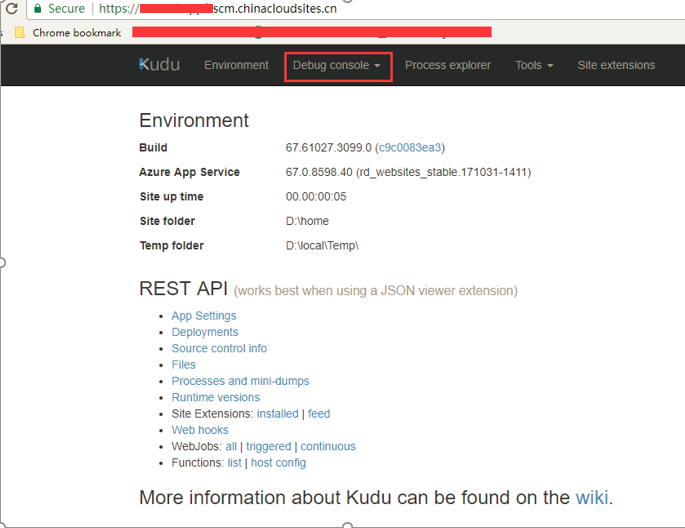 Secure https:// scm.chinacloudsites.cn
Chrome bookmark
Kudu Environment Debug console Process explorer Tools Site extensions
Environment
Build 67.61027.3099.0 (c9c0083ea3)
Azure App Service 67.0.8598.40 (rd_websites_stable.171031-1411)
Site up time 00.00:00:05
Site folder D:\home
Temp folder D:\local\Temp\
REST API (works best when using a JSON viewer extension)
• App Settings
• Deployments
• Source control info
• Files
• Processes and mini-dumps
• Runtime versions
• Site Extensions: installed | feed
• Web hooks
• WebJobs: all | triggered | continuous
• Functions: list | host config
More information about Kudu can be found on the wiki.